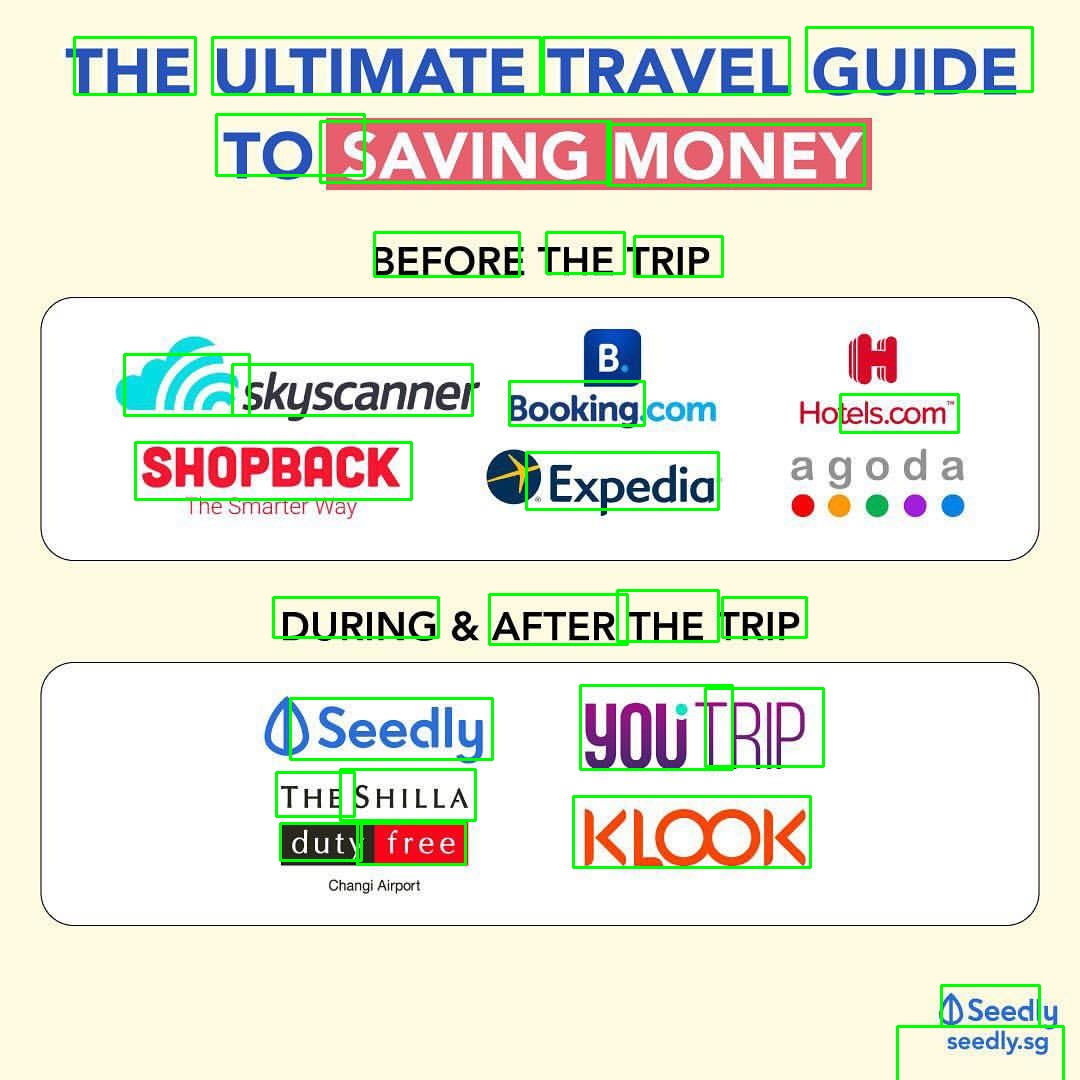 THE ULTIMATE TRAVEL GUIDE
TO SAVING MONEY
BEFORE THE TRIP
skyscanner
B.
Booking.com
H
Hotels.com™
SHOPBACK
The Smarter Way
Expedia®
agoda
DURING & AFTER THE TRIP
Seedly
YOUTRIP
THE SHILLA
duty free
Changi Airport
KLOOK
Seedly
seedly.sg